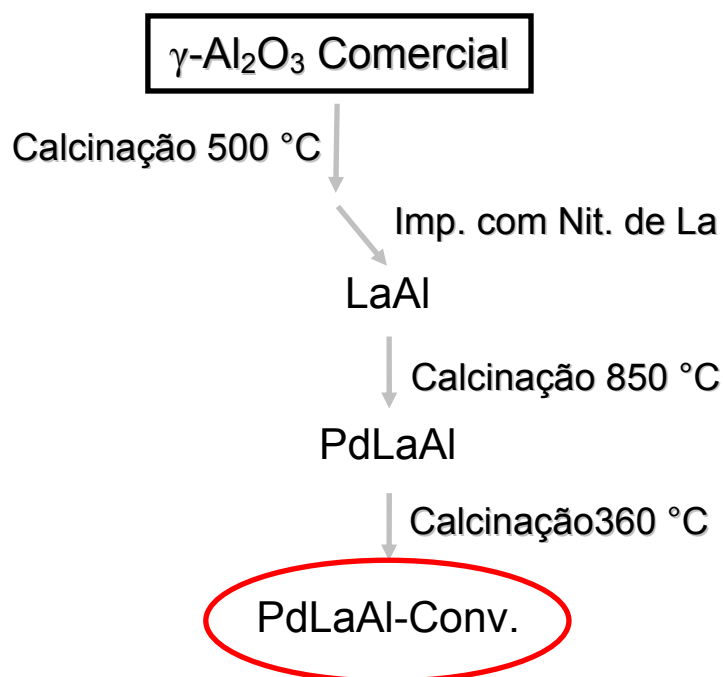 γ-Al₂O₃ Comercial
Calcinação 500 °C
Imp. com Nit. de La
LaAl
Calcinação 850 °C
PdLaAl
Calcinação360 °C
PdLaAl-Conv.